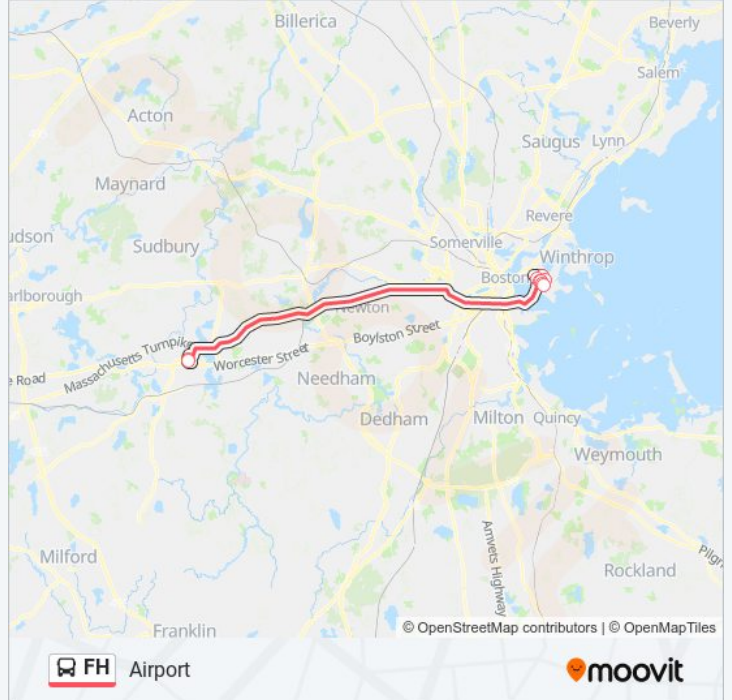 Billerica
Beverly
Salem
Acton
Saugus
Lynn
Maynard
Revere
udson
Sudbury
Somerville
Winthrop
Boston
arlborough
Newton
Boylston Street
Massachusetts Turnpike
Worcester Street
e Road
Needham
Dedham
Milton
Quincy
Weymouth
Amvets Highway
Milford
Pilgr
Rockland
Franklin
© OpenStreetMap contributors | © OpenMapTiles
FH Airport
moovit